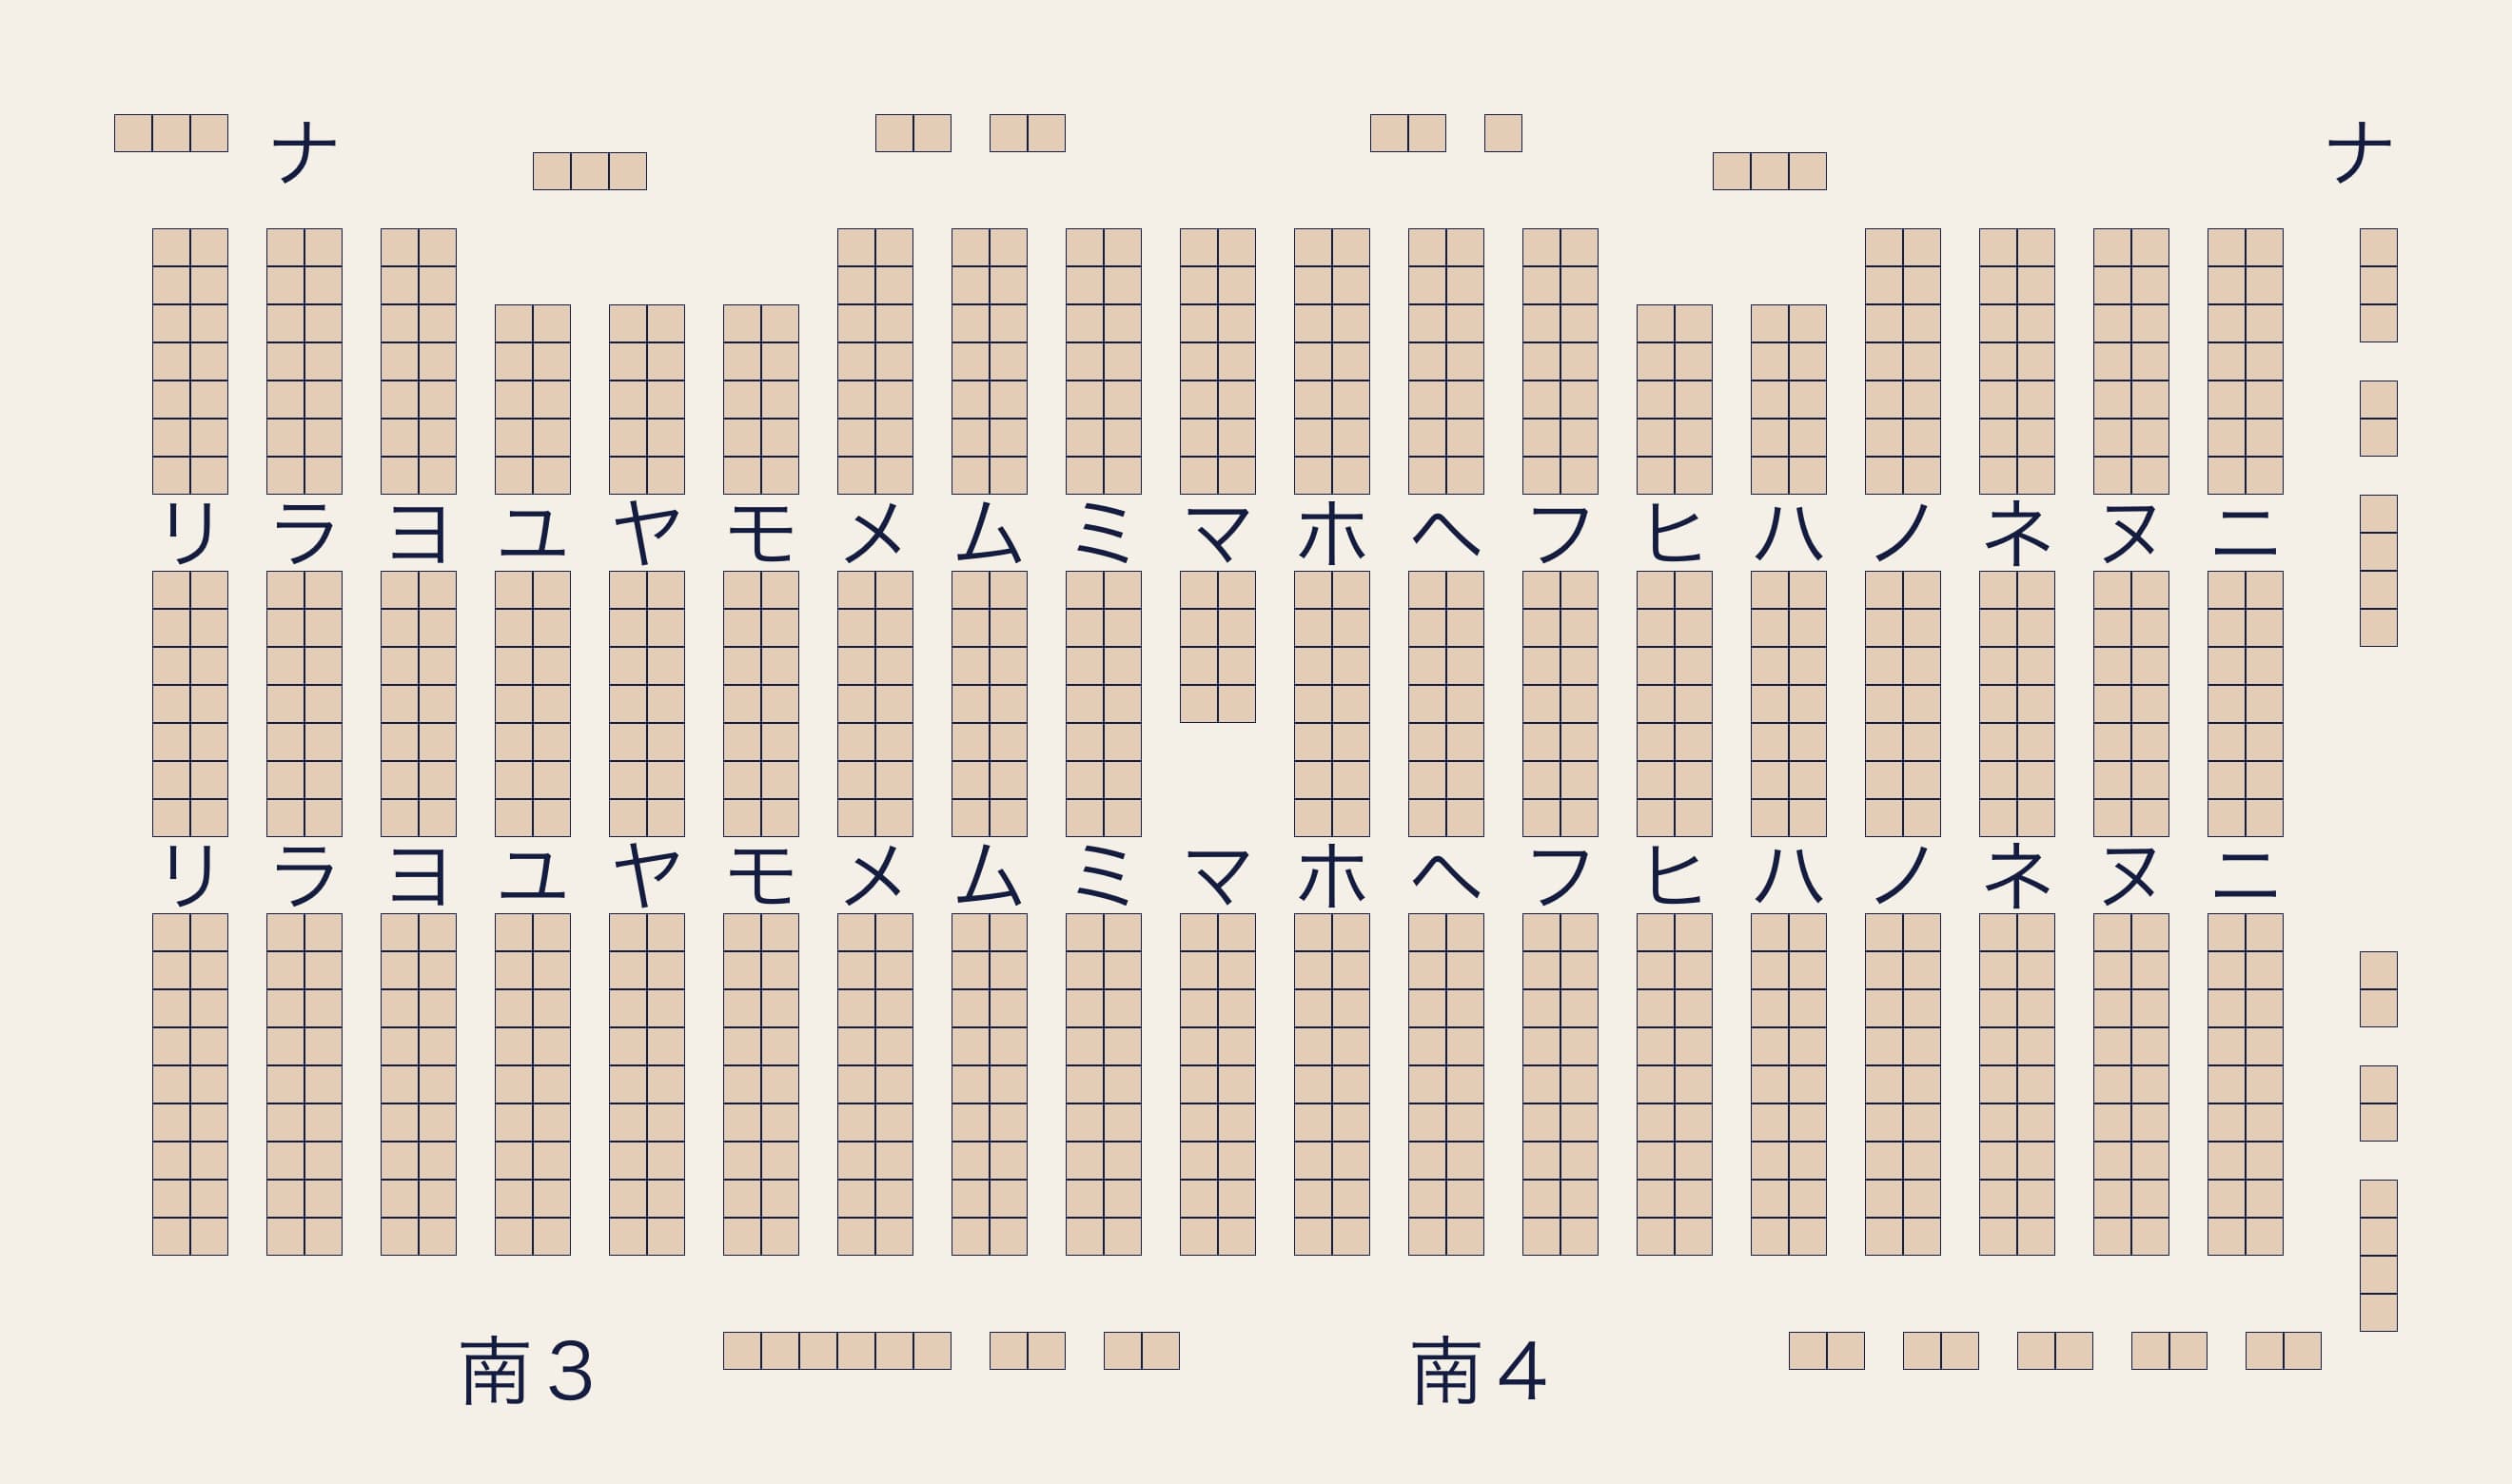 ナ ナ
リ ラ ヨ ユ ヤ モ メ ム ミ マ ホ ヘ フ ヒ ハ ノ ネ ヌ ニ
リ ラ ヨ ユ ヤ モ メ ム ミ マ ホ ヘ フ ヒ ハ ノ ネ ヌ ニ
南3 南4